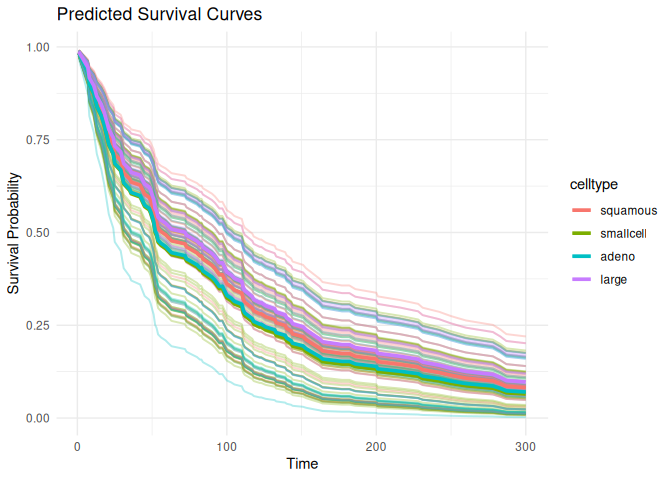 Predicted Survival Curves
Survival Probability
1.00
0.75
0.50
0.25
0.00
0
100
200
300
Time
celltype
squamous
smallcell
adeno
large